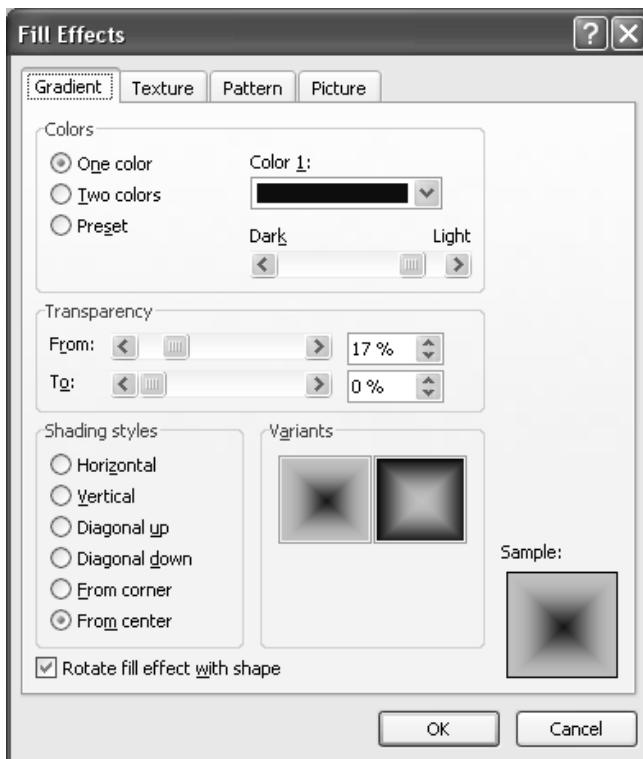 Fill Effects
Gradient Texture Pattern Picture
Colors
One color
Two colors
Preset
Color 1:
Dark Light
Transparency
From: 17 %
To: 0 %
Shading styles
Horizontal
Vertical
Diagonal up
Diagonal down
From corner
From center
Variants
Sample:
Rotate fill effect with shape
OK Cancel